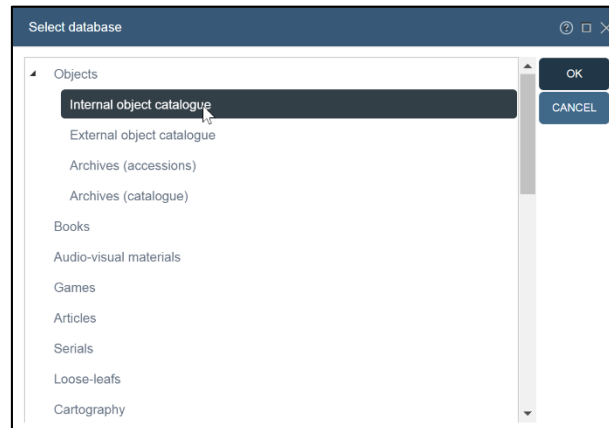 Select database
Objects
OK
Internal object catalogue
CANCEL
External object catalogue
Archives (accessions)
Archives (catalogue)
Books
Audio-visual materials
Games
Articles
Serials
Loose-leafs
Cartography